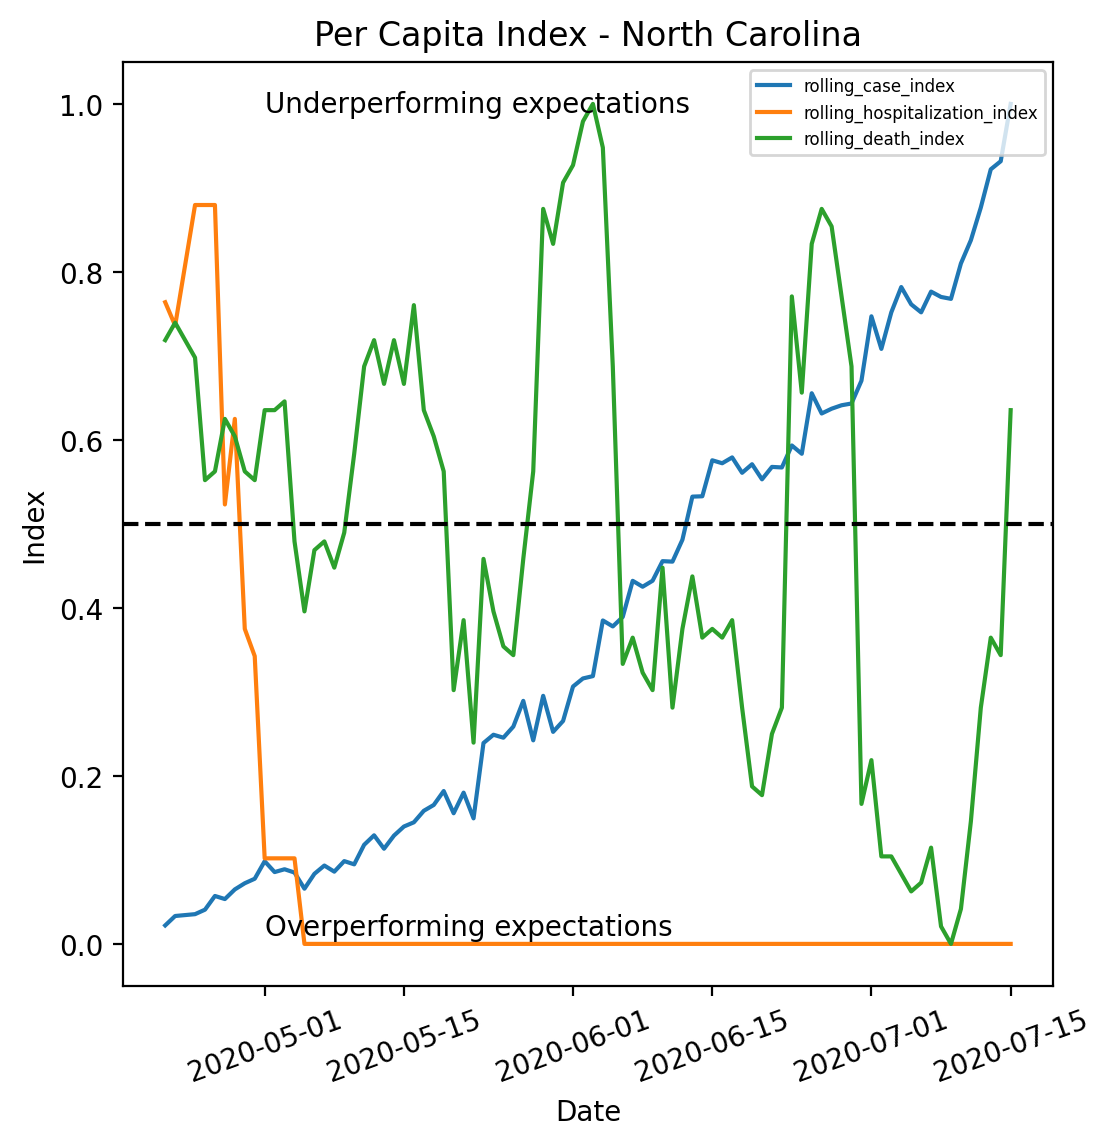 Per Capita Index - North Carolina
Underperforming expectations
rolling_case_index
rolling_hospitalization_index
rolling_death_index
1.0
0.8
0.6
0.4
0.2
0.0
Index
Overperforming expectations
2020-05-01
2020-05-15
2020-06-01
2020-06-15
2020-07-01
2020-07-15
Date